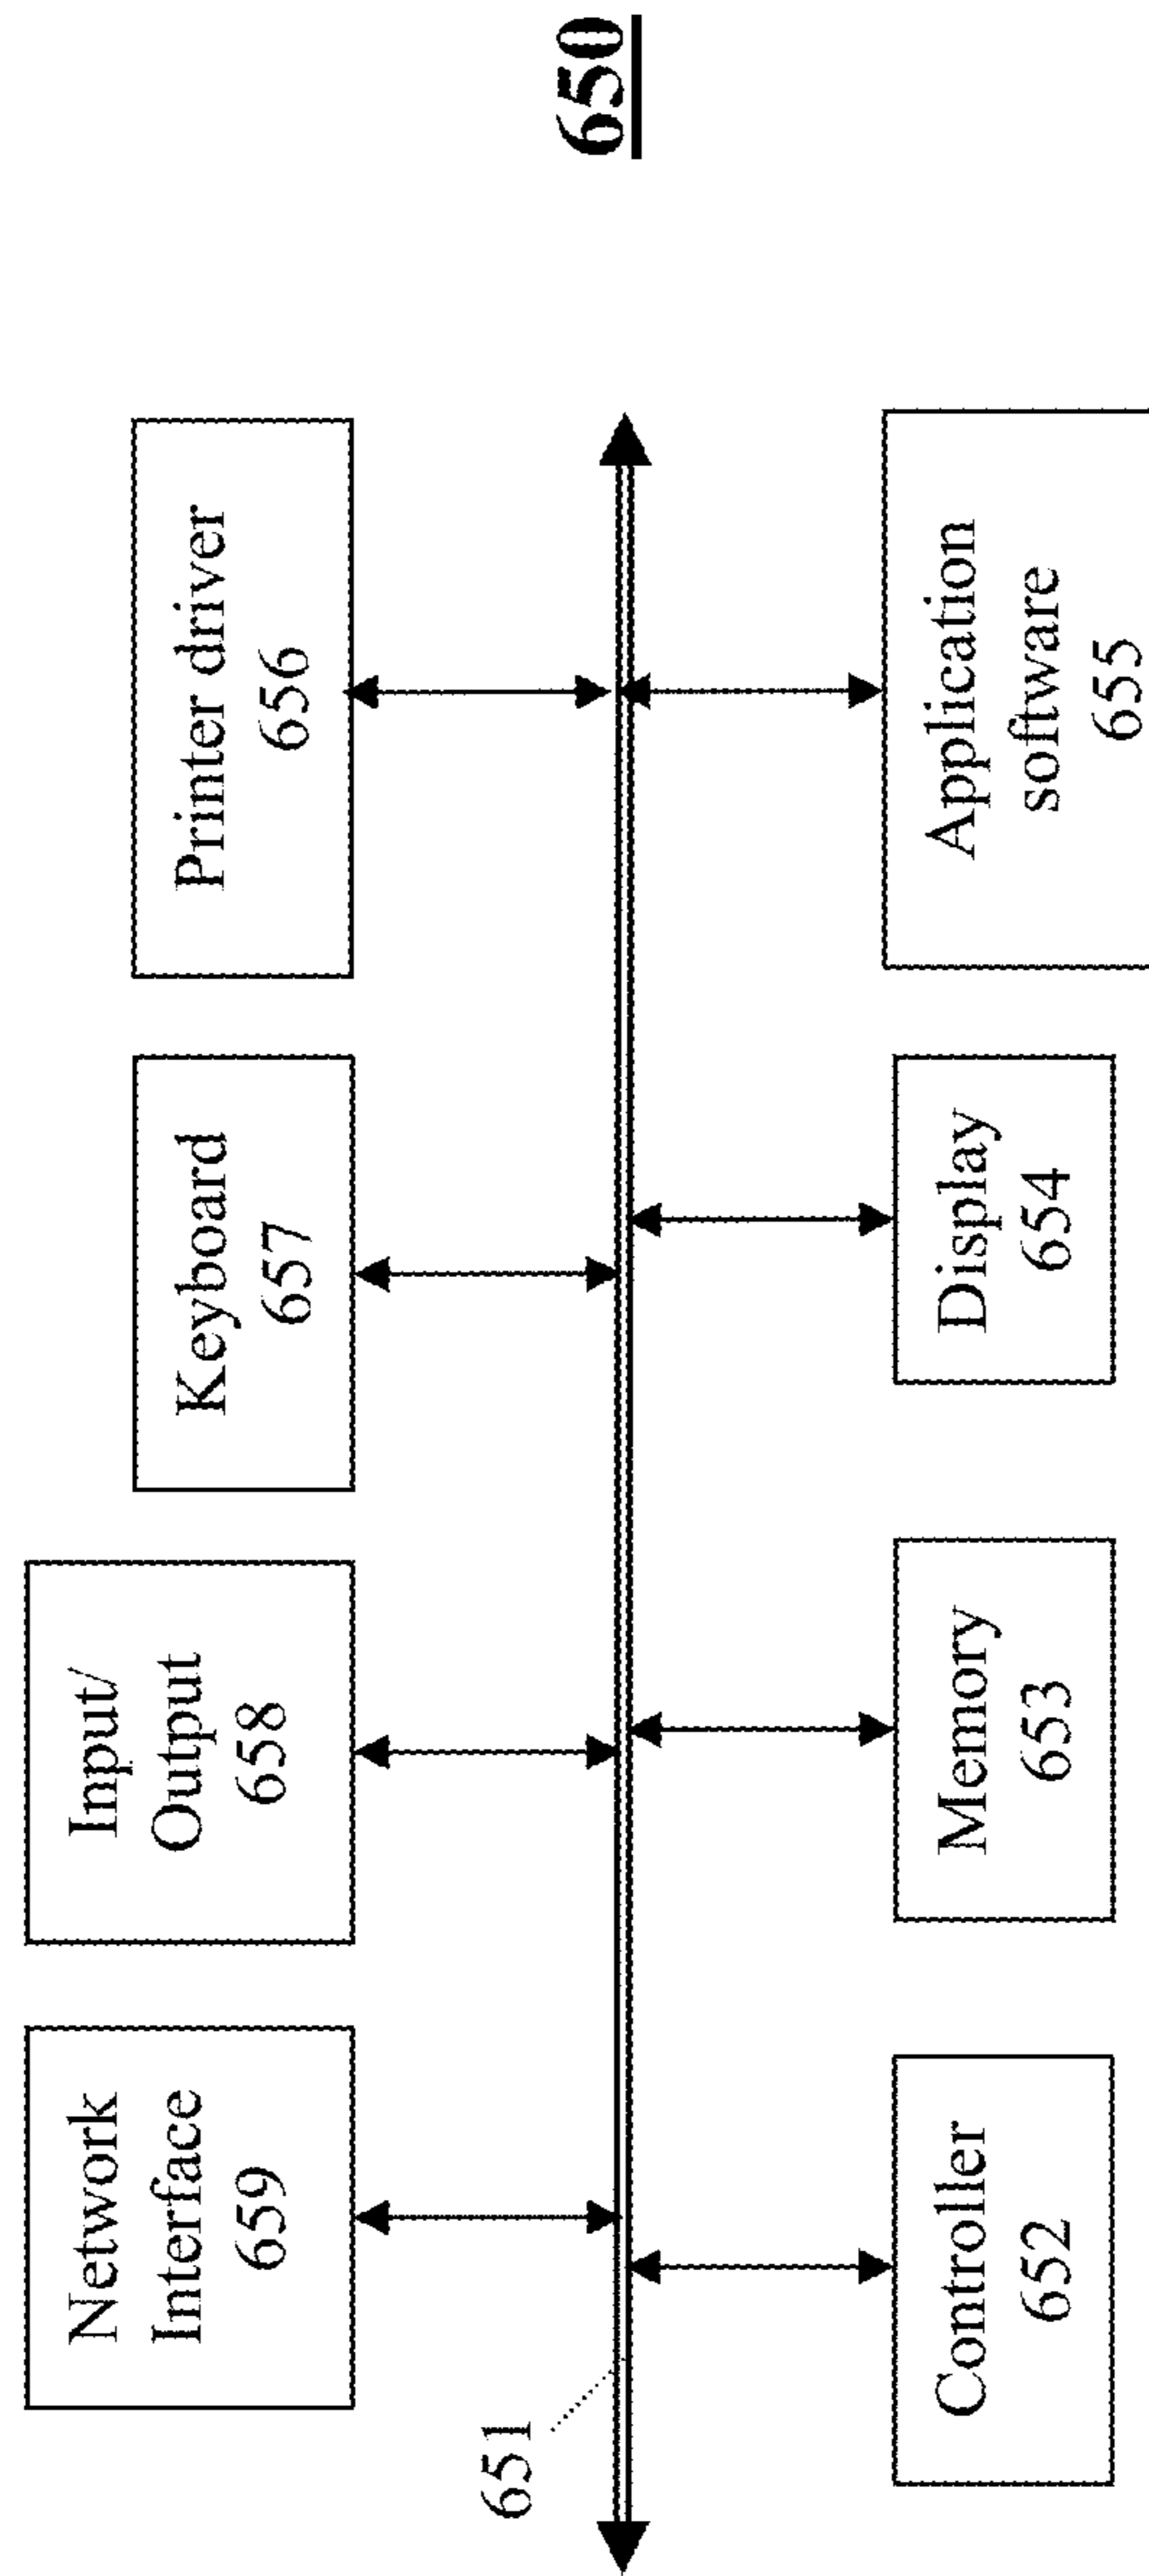 Network
Interface
659
Input/
Output
658
Keyboard
657
Printer driver
656
651
650
Controller
652
Memory
653
Display
654
Application
software
655